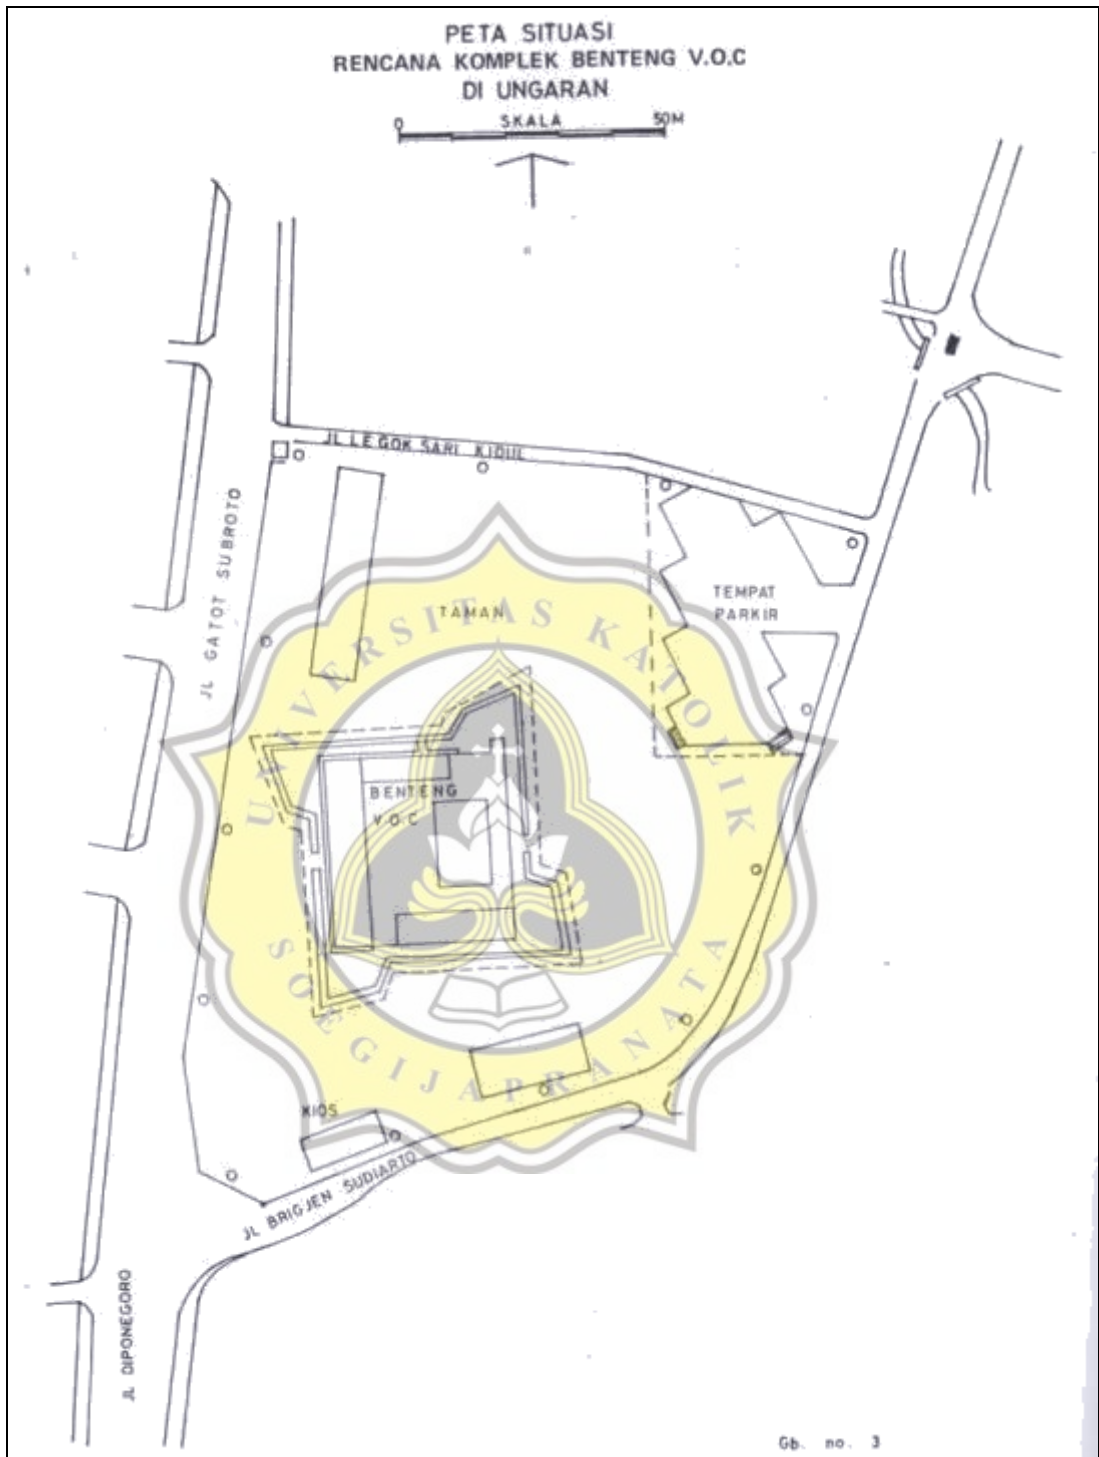 PETA SITUASI
RENCANA KOMPLEK BENTENG V.O.C
DI UNGARAN
0 SKALA 50M
JL LEGOK SARI KIDUL
JL GATOT SUBROTO
TEMPAT
PARKIR
TAMAN
UNIVERSITAS KATOLIK
BENTENG
V.O.C
SOEGIJAPRANATA
KIOS
JL BRIGJEN SUDIARTO
JL DIPONEGORO
Gb. no. 3